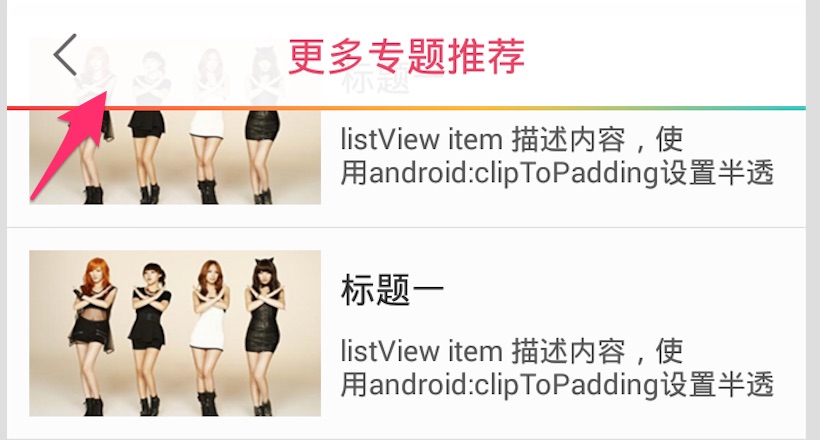 更多专题推荐
标题一
listView item 描述内容，使
用android:clipToPadding设置半透
标题一
listView item 描述内容，使
用android:clipToPadding设置半透